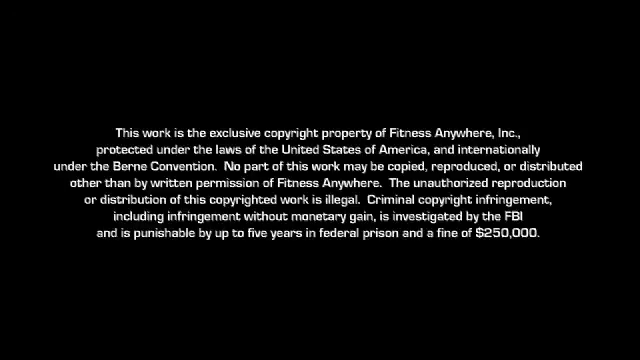 This work is the exclusive copyright property of Fitness Anywhere, Inc.,
protected under the laws of the United States of America, and internationally
under the Berne Convention.  No part of this work may be copied, reproduced, or distributed
other than by written permission of Fitness Anywhere.  The unauthorized reproduction
or distribution of this copyrighted work is illegal.  Criminal copyright infringement,
including infringement without monetary gain, is investigated by the FBI
and is punishable by up to five years in federal prison and a fine of $250,000.